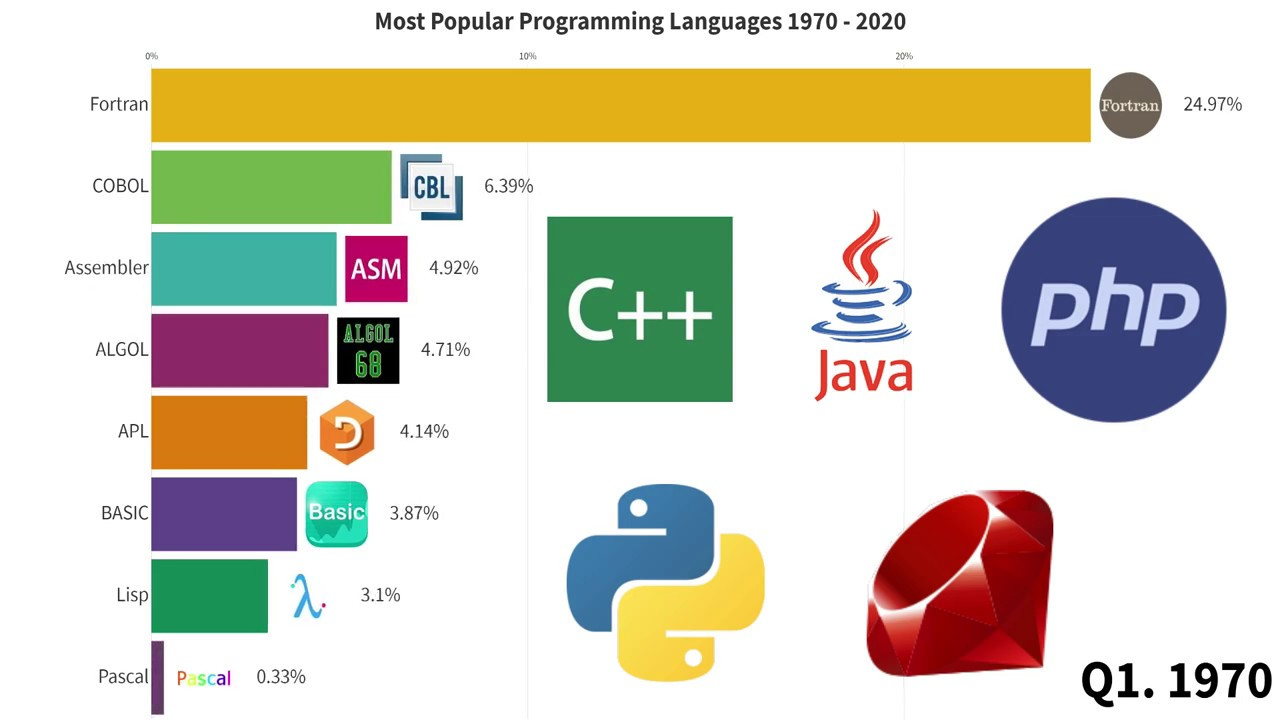 Most Popular Programming Languages 1970 - 2020
0% 10% 20%
Fortran Fortran 24.97%
COBOL CBL 6.39%
Assembler ASM 4.92%
ALGOL ALGOL 68 4.71%
APL 4.14%
BASIC Basic 3.87%
Lisp λ 3.1%
Pascal Pascal 0.33%
C++
Java
php
Q1. 1970